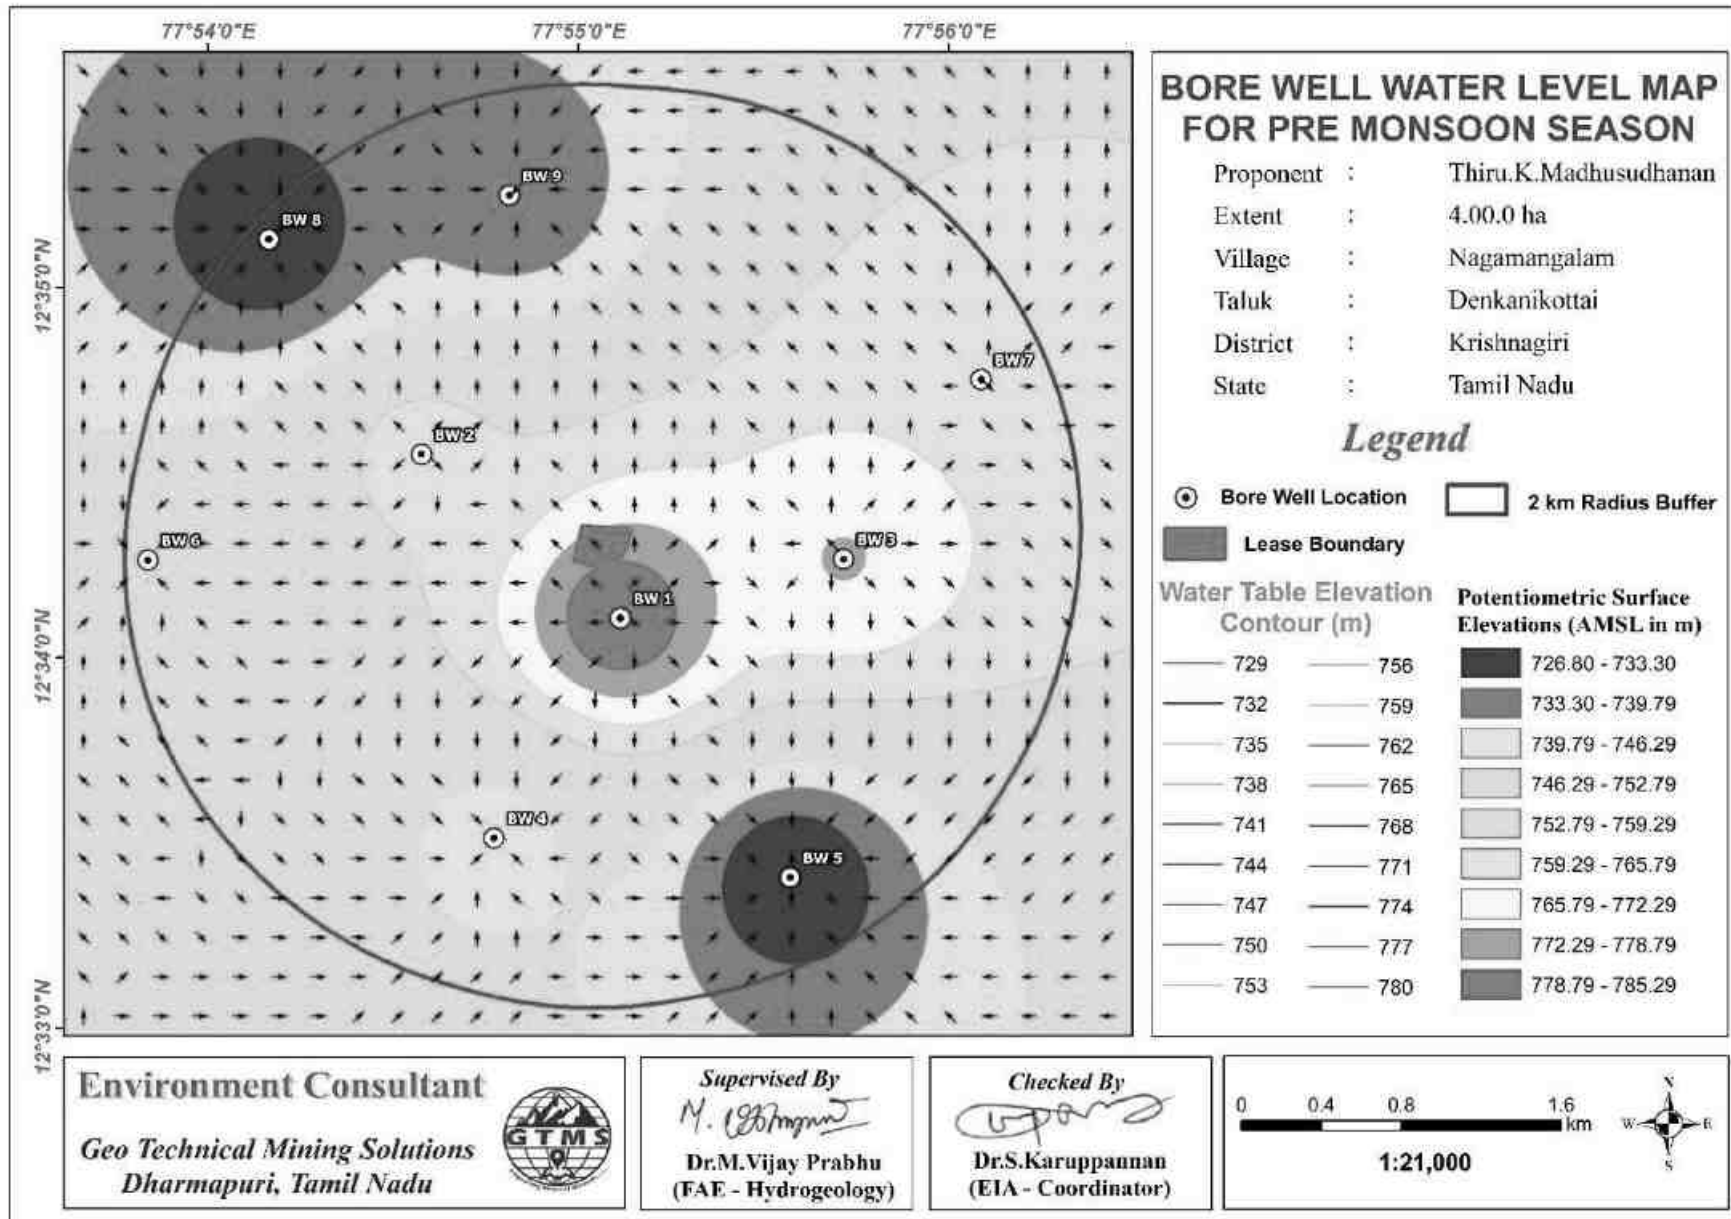 77°54'0"E
77°55'0"E
77°56'0"E
12°35'0"N
12°34'0"N
12°33'0"N
BW 9
BW 8
BW 7
BW 2
BW 6
BW 3
BW 1
BW 4
BW 5
BORE WELL WATER LEVEL MAP
FOR PRE MONSOON SEASON
Proponent : Thiru.K.Madhusudhanan
Extent : 4.00.0 ha
Village : Nagamangalam
Taluk : Denkanikottai
District : Krishnagiri
State : Tamil Nadu
Legend
Bore Well Location
2 km Radius Buffer
Lease Boundary
Water Table Elevation
Contour (m)
729 756
732 759
735 762
738 765
741 768
744 771
747 774
750 777
753 780
Potentiometric Surface
Elevations (AMSL in m)
726.80 - 733.30
733.30 - 739.79
739.79 - 746.29
746.29 - 752.79
752.79 - 759.29
759.29 - 765.79
765.79 - 772.29
772.29 - 778.79
778.79 - 785.29
Environment Consultant
Geo Technical Mining Solutions
Dharmapuri, Tamil Nadu
GTMS
Supervised By
Dr.M.Vijay Prabhu
(FAE - Hydrogeology)
Checked By
Dr.S.Karuppannan
(EIA - Coordinator)
0 0.4 0.8 1.6
km
1:21,000
N
W E
S